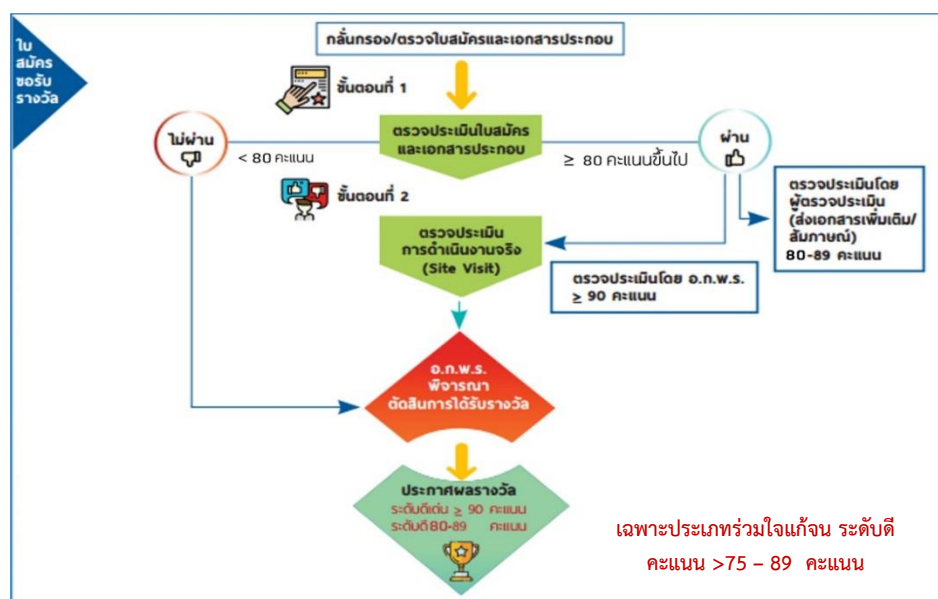 ใบ
สมัคร
ขอรับ
รางวัล
กลั่นกรอง/ตรวจใบสมัครและเอกสารประกอบ
ขั้นตอนที่ 1
ตรวจประเมินใบสมัคร
และเอกสารประกอบ
ไม่ผ่าน
< 80 คะแนน
≥ 80 คะแนนขึ้นไป
ผ่าน
ขั้นตอนที่ 2
ตรวจประเมินโดย
ผู้ตรวจประเมิน
(ส่งเอกสารเพิ่มเติม/
สัมภาษณ์)
80-89 คะแนน
ตรวจประเมิน
การดำเนินงานจริง
(Site Visit)
ตรวจประเมินโดย อ.ก.พ.ร.
≥ 90 คะแนน
อ.ก.พ.ร.
พิจารณา
ตัดสินการได้รับรางวัล
ประกาศผลรางวัล
ระดับดีเด่น ≥ 90 คะแนน
ระดับดี 80-89 คะแนน
เฉพาะประเภทร่วมใจแก้จน ระดับดี
คะแนน >75 – 89 คะแนน